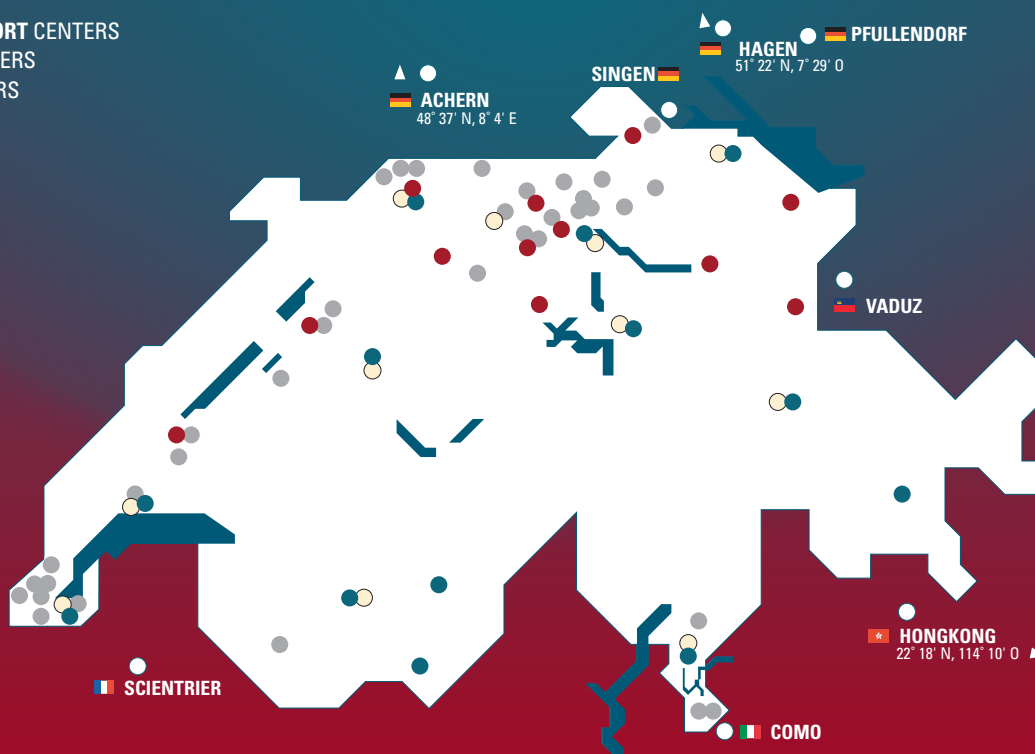 ORT CENTERS
ERS
RS
HAGEN
51° 22' N, 7° 29' O
PFULLENDORF
SINGEN
ACHERN
48° 37' N, 8° 4' E
VADUZ
HONGKONG
22° 18' N, 114° 10' O
SCIENTRIER
COMO